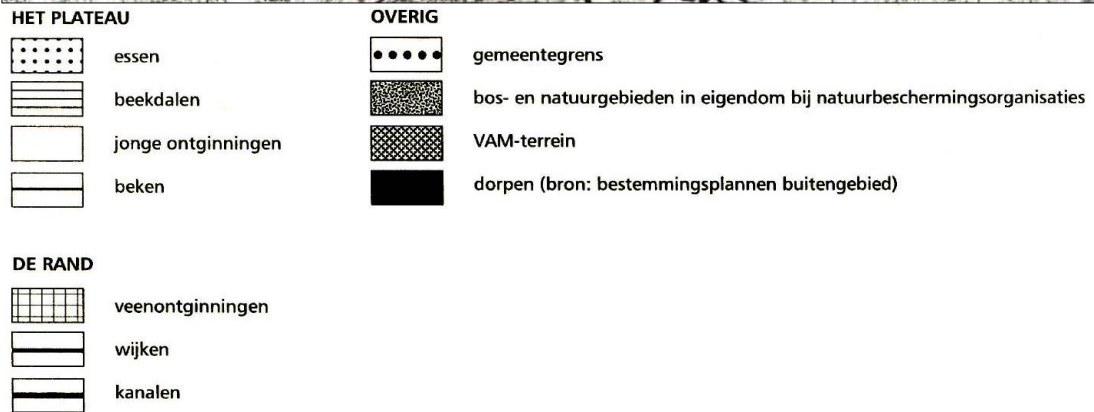 HET PLATEAU
essen
beekdalen
jonge ontginningen
beken
OVERIG
gemeentegrens
bos- en natuurgebieden in eigendom bij natuurbeschermingsorganisaties
VAM-terrein
dorpen (bron: bestemmingsplannen buitengebied)
DE RAND
veenontginningen
wijken
kanalen